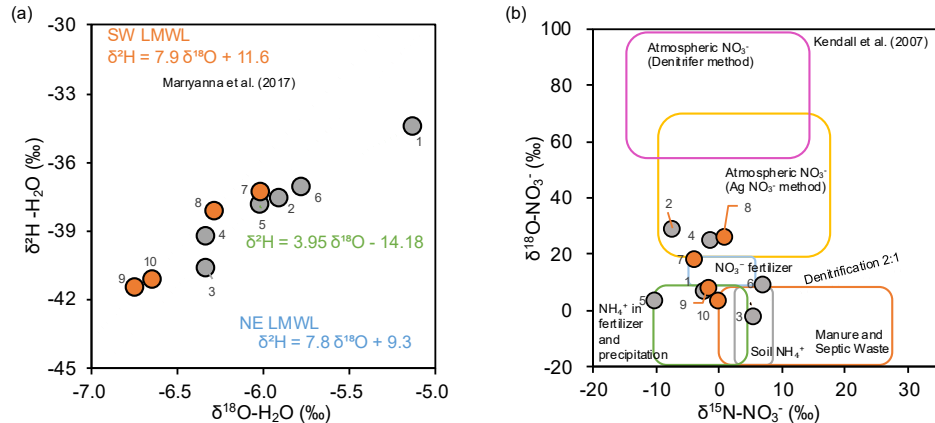 (a)
-30
-33
-36
-39
-42
-45
δ²H -H₂O (‰)
SW LMWL
δ²H = 7.9 δ¹⁸O + 11.6
Marryanna et al. (2017)
1
7
2
6
5
8
4
3
9
10
δ²H = 3.95 δ¹⁸O - 14.18
NE LMWL
δ²H = 7.8 δ¹⁸O + 9.3
-7.0
-6.5
-6.0
-5.5
-5.0
δ¹⁸O-H₂O (‰)
(b)
100
80
60
40
20
0
-20
δ¹⁸O-NO₃⁻ (‰)
Kendall et al. (2007)
Atmospheric NO₃⁻
(Denitrifer method)
Atmospheric NO₃⁻
(Ag NO₃⁻ method)
2
4
8
7
NO₃⁻ fertilizer
Denitrification 2:1
1
6
5
9
10
3
NH₄⁺ in
fertilizer
and
precipitation
Soil NH₄⁺
Manure and
Septic Waste
-20
-10
0
10
20
30
δ¹⁵N-NO₃⁻ (‰)